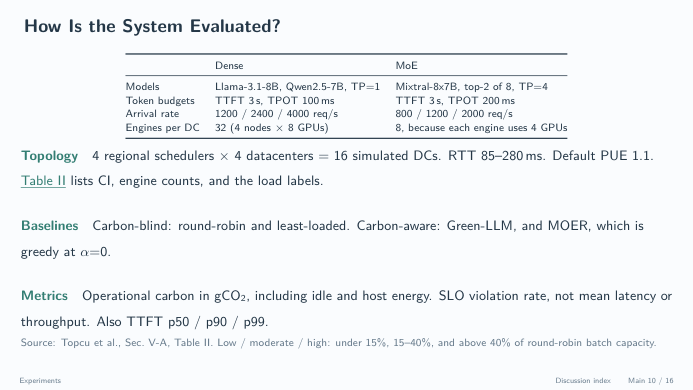 How Is the System Evaluated?
Dense MoE
Models Llama-3.1-8B, Qwen2.5-7B, TP=1 Mixtral-8x7B, top-2 of 8, TP=4
Token budgets TTFT 3 s, TPOT 100 ms TTFT 3 s, TPOT 200 ms
Arrival rate 1200 / 2400 / 4000 req/s 800 / 1200 / 2000 req/s
Engines per DC 32 (4 nodes × 8 GPUs) 8, because each engine uses 4 GPUs
Topology 4 regional schedulers × 4 datacenters = 16 simulated DCs. RTT 85–280 ms. Default PUE 1.1.
Table II lists CI, engine counts, and the load labels.
Baselines Carbon-blind: round-robin and least-loaded. Carbon-aware: Green-LLM, and MOER, which is
greedy at α=0.
Metrics Operational carbon in gCO₂, including idle and host energy. SLO violation rate, not mean latency or
throughput. Also TTFT p50 / p90 / p99.
Source: Topcu et al., Sec. V-A, Table II. Low / moderate / high: under 15%, 15–40%, and above 40% of round-robin batch capacity.
Experiments Discussion index Main 10 / 16